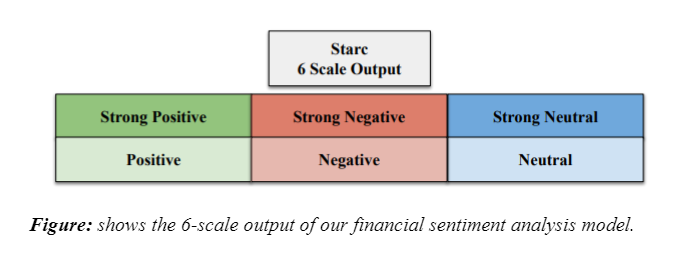 Starc
6 Scale Output
Strong Positive Strong Negative Strong Neutral
Positive Negative Neutral
Figure: shows the 6-scale output of our financial sentiment analysis model.